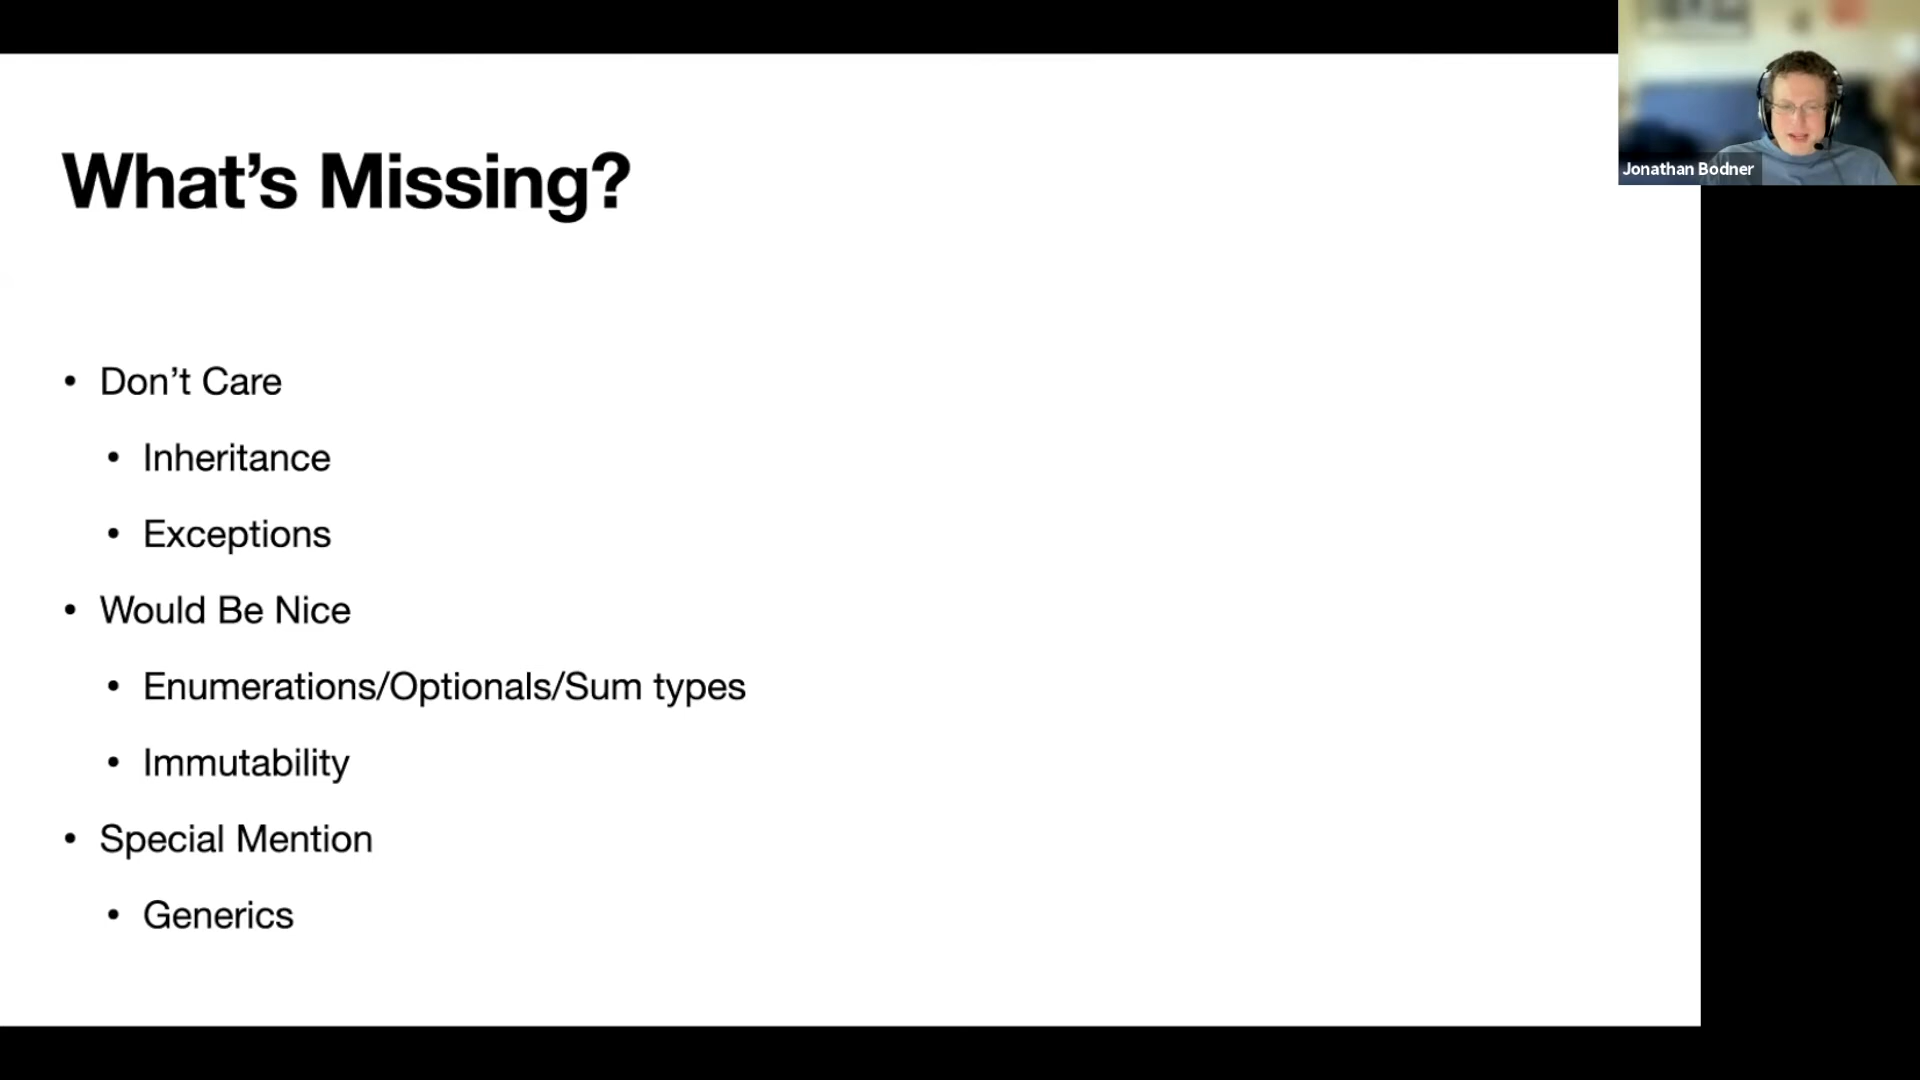 What’s Missing?
• Don’t Care
• Inheritance
• Exceptions
• Would Be Nice
• Enumerations/Optionals/Sum types
• Immutability
• Special Mention
• Generics
Jonathan Bodner